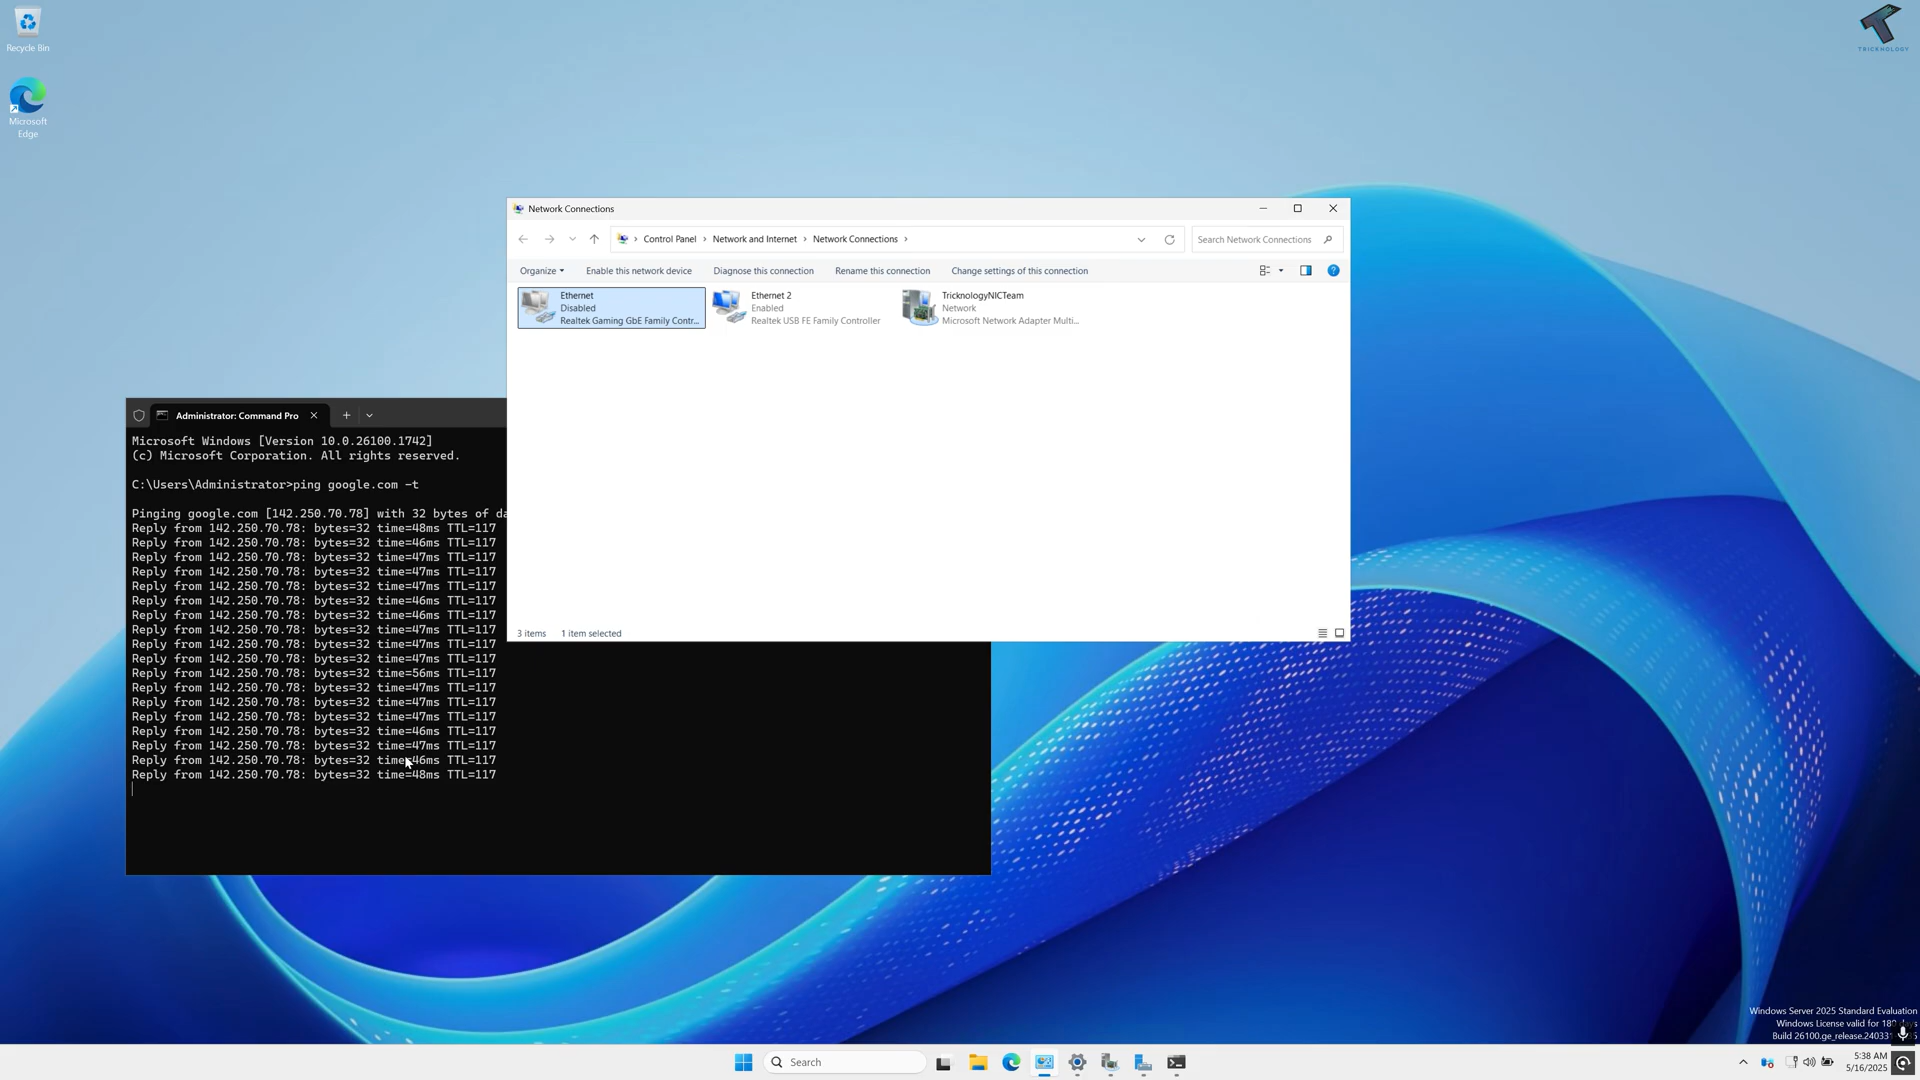 Recycle Bin
Microsoft
Edge
TRICKNOLOGY
Network Connections
Control Panel > Network and Internet > Network Connections >
Search Network Connections
Organize
Enable this network device
Diagnose this connection
Rename this connection
Change settings of this connection
Ethernet
Disabled
Realtek Gaming GbE Family Contr...
Ethernet 2
Enabled
Realtek USB FE Family Controller
TricknologyNICTeam
Network
Microsoft Network Adapter Multi...
3 items
1 item selected
Administrator: Command Pro
Microsoft Windows [Version 10.0.26100.1742]
(c) Microsoft Corporation. All rights reserved.
C:\Users\Administrator>ping google.com -t
Pinging google.com [142.250.70.78] with 32 bytes of da
Reply from 142.250.70.78: bytes=32 time=48ms TTL=117
Reply from 142.250.70.78: bytes=32 time=46ms TTL=117
Reply from 142.250.70.78: bytes=32 time=47ms TTL=117
Reply from 142.250.70.78: bytes=32 time=47ms TTL=117
Reply from 142.250.70.78: bytes=32 time=47ms TTL=117
Reply from 142.250.70.78: bytes=32 time=46ms TTL=117
Reply from 142.250.70.78: bytes=32 time=46ms TTL=117
Reply from 142.250.70.78: bytes=32 time=47ms TTL=117
Reply from 142.250.70.78: bytes=32 time=47ms TTL=117
Reply from 142.250.70.78: bytes=32 time=47ms TTL=117
Reply from 142.250.70.78: bytes=32 time=56ms TTL=117
Reply from 142.250.70.78: bytes=32 time=47ms TTL=117
Reply from 142.250.70.78: bytes=32 time=47ms TTL=117
Reply from 142.250.70.78: bytes=32 time=47ms TTL=117
Reply from 142.250.70.78: bytes=32 time=46ms TTL=117
Reply from 142.250.70.78: bytes=32 time=47ms TTL=117
Reply from 142.250.70.78: bytes=32 time=46ms TTL=117
Reply from 142.250.70.78: bytes=32 time=48ms TTL=117
Windows Server 2025 Standard Evaluation
Windows License valid for 180 days
Build 26100.ge_release.24033
Search
5:38 AM
5/16/2025